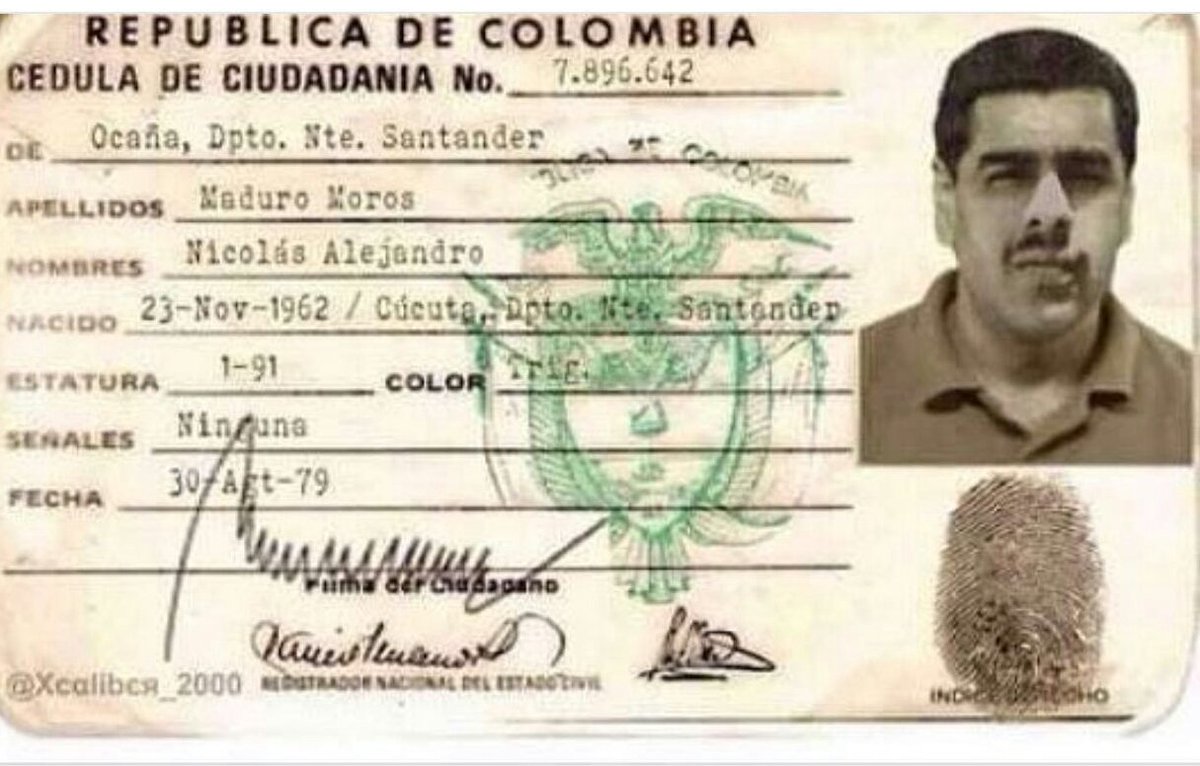 REPUBLICA DE COLOMBIA
CEDULA DE CIUDADANIA No. 7.896.642
DE Ocaña, Dpto. Nte. Santander
APELLIDOS Maduro Moros
NOMBRES Nicolás Alejandro
NACIDO 23-Nov-1962 / Cúcuta, Dpto. Nte. Santander
ESTATURA 1-91 COLOR Trig.
SEÑALES Ninguna
FECHA 30-Agt-79
Firma del Ciudadano
@Xcalibcя_2000 REGISTRADOR NACIONAL DEL ESTADO CIVIL
INDICE DERECHO
DE COLOMBIA